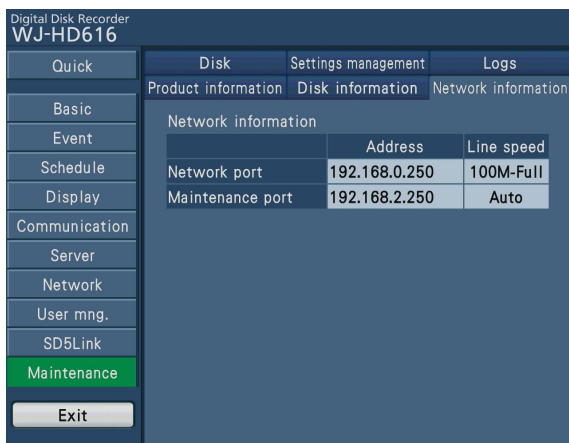 Digital Disk Recorder
WJ-HD616
Quick
Basic
Event
Schedule
Display
Communication
Server
Network
User mng.
SD5Link
Maintenance
Exit
Disk Settings management Logs
Product information Disk information Network information
Network information
Address Line speed
Network port 192.168.0.250 100M-Full
Maintenance port 192.168.2.250 Auto